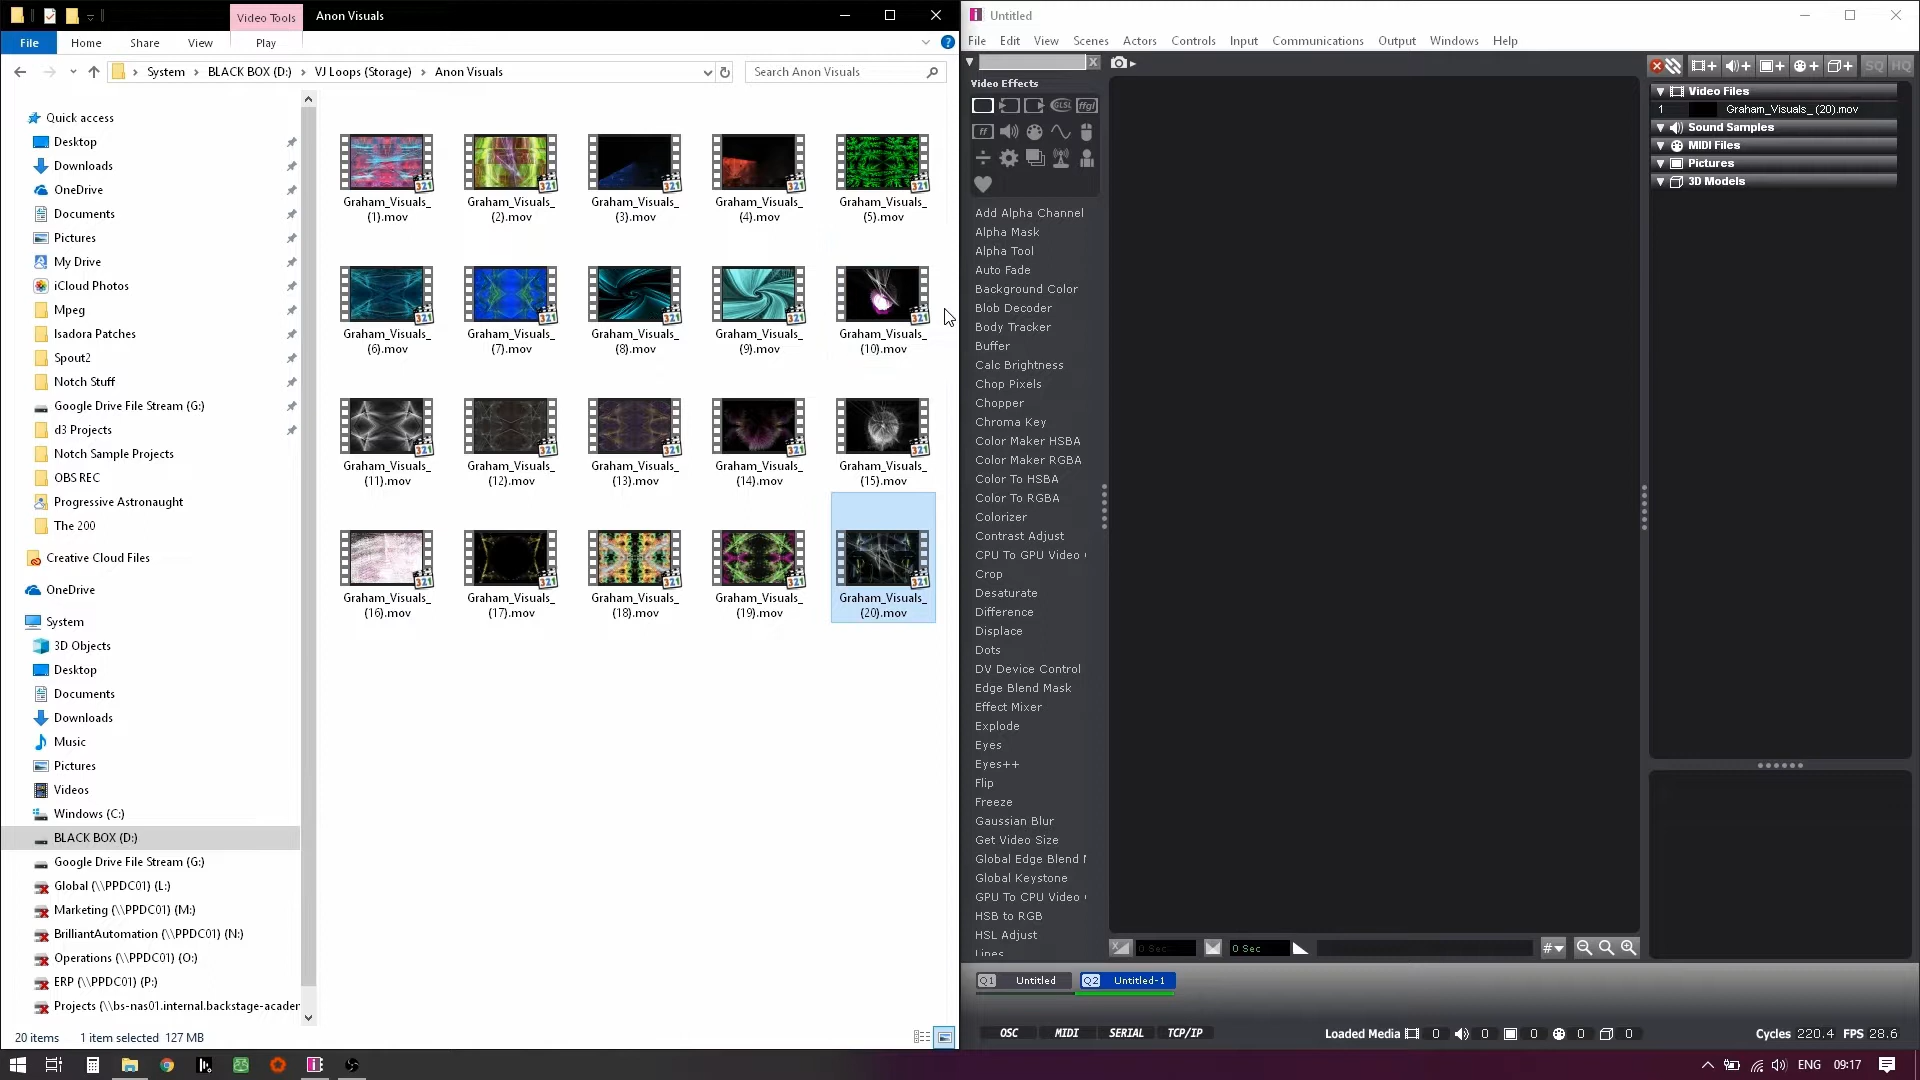 Video Tools
Anon Visuals
File
Home
Share
View
Play
System
BLACK BOX (D:)
VJ Loops (Storage)
Anon Visuals
Search Anon Visuals
Quick access
Desktop
Downloads
OneDrive
Documents
Pictures
My Drive
iCloud Photos
Mpeg
Isadora Patches
Spout2
Notch Stuff
Google Drive File Stream (G:)
d3 Projects
Notch Sample Projects
OBS REC
Progressive Astronaught
The 200
Creative Cloud Files
OneDrive
System
3D Objects
Desktop
Documents
Downloads
Music
Pictures
Videos
Windows (C:)
BLACK BOX (D:)
Google Drive File Stream (G:)
Global (\\PPDC01) (L:)
Marketing (\\PPDC01) (M:)
BrilliantAutomation (\\PPDC01) (N:)
Operations (\\PPDC01) (O:)
ERP (\\PPDC01) (P:)
Projects (\\bs-nas01.internal.backstage-acader
Graham_Visuals_
(1).mov
Graham_Visuals_
(2).mov
Graham_Visuals_
(3).mov
Graham_Visuals_
(4).mov
Graham_Visuals_
(5).mov
Graham_Visuals_
(6).mov
Graham_Visuals_
(7).mov
Graham_Visuals_
(8).mov
Graham_Visuals_
(9).mov
Graham_Visuals_
(10).mov
Graham_Visuals_
(11).mov
Graham_Visuals_
(12).mov
Graham_Visuals_
(13).mov
Graham_Visuals_
(14).mov
Graham_Visuals_
(15).mov
Graham_Visuals_
(16).mov
Graham_Visuals_
(17).mov
Graham_Visuals_
(18).mov
Graham_Visuals_
(19).mov
Graham_Visuals_
(20).mov
20 items
1 item selected 127 MB
Untitled
File
Edit
View
Scenes
Actors
Controls
Input
Communications
Output
Windows
Help
Video Effects
GLSL
ffgl
ff
Add Alpha Channel
Alpha Mask
Alpha Tool
Auto Fade
Background Color
Blob Decoder
Body Tracker
Buffer
Calc Brightness
Chop Pixels
Chopper
Chroma Key
Color Maker HSBA
Color Maker RGBA
Color To HSBA
Color To RGBA
Colorizer
Contrast Adjust
CPU To GPU Video
Crop
Desaturate
Difference
Displace
Dots
DV Device Control
Edge Blend Mask
Effect Mixer
Explode
Eyes
Eyes++
Flip
Freeze
Gaussian Blur
Get Video Size
Global Edge Blend
Global Keystone
GPU To CPU Video
HSB to RGB
HSL Adjust
Lines
SQ
HQ
Video Files
1
Graham_Visuals_ (20).mov
Sound Samples
MIDI Files
Pictures
3D Models
0 Sec
0 Sec
Q1
Untitled
Q2
Untitled-1
OSC
MIDI
SERIAL
TCP/IP
Loaded Media
0
0
0
0
0
Cycles 220.4 FPS 28.6
ENG
09:17